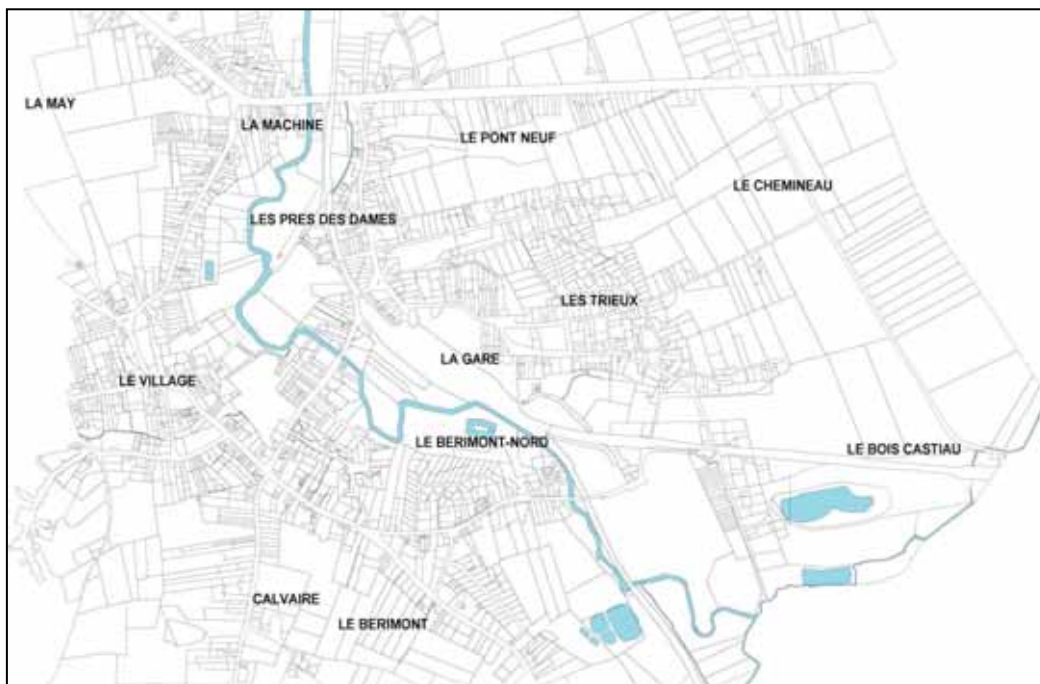 LA MAY
LA MACHINE
LE PONT NEUF
LE CHEMINEAU
LES PRES DES DAMES
LES TRIEUX
LA GARE
LE VILLAGE
LE BERIMONT-NORD
LE BOIS CASTIAU
CALVAIRE
LE BERIMONT